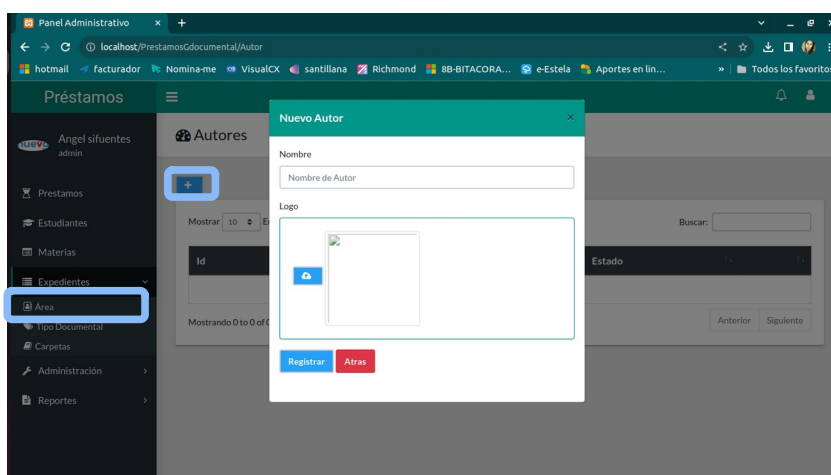 Panel Administrativo
localhost/PrestamosGdocumental/Autor
hotmail facturador Nomina-me VisualCX santillana Richmond 8B-BITACORA... e-Estela Aportes en lin... » Todos los favoritos
Préstamos
Angel sifuentes
admin
Prestamos
Estudiantes
Materias
Expedientes
Área
Tipo Documental
Carpetas
Administración
Reportes
Autores
+
Mostrar 10
Buscar:
Id
Estado
Mostrando 0 to 0 of
Anterior Siguiente
Nuevo Autor ×
Nombre
Nombre de Autor
Logo
Registrar Atras